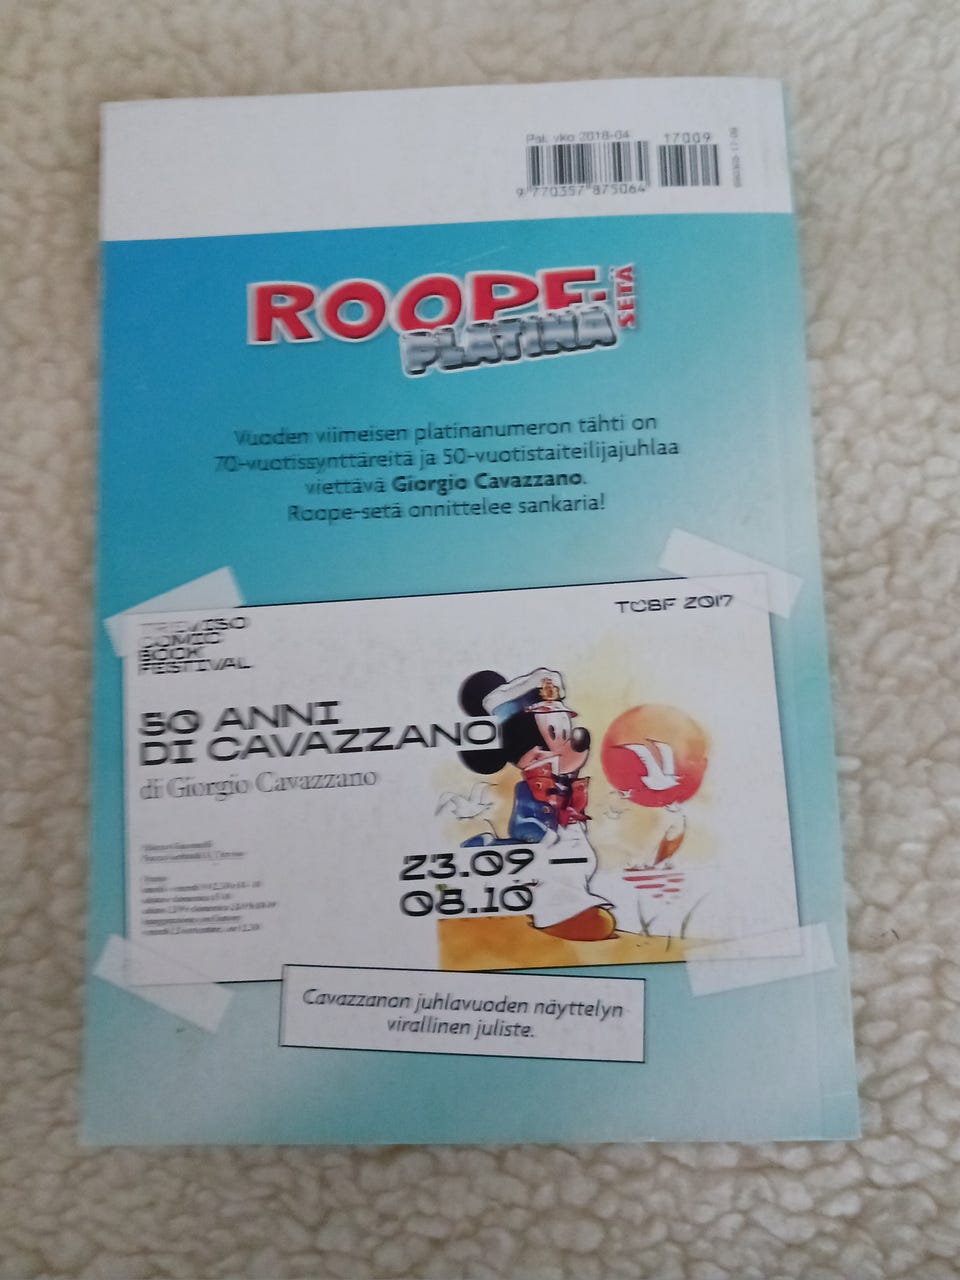 Pal. vko 2018-04
17009
9 770357 875064
ROOPE-
SETÄ
PLATINA
Vuoden viimeisen platinanumeron tähti on
70-vuotissynttäreitä ja 50-vuotistaiteilijajuhlaa
viettävä Giorgio Cavazzano.
Roope-setä onnittelee sankaria!
TREVISO
COMIC
BOOK
FESTIVAL
TCBF 2017
50 ANNI
DI CAVAZZANO
di Giorgio Cavazzano
23.09 —
08.10
Cavazzanon juhlavuoden näyttelyn
virallinen juliste.